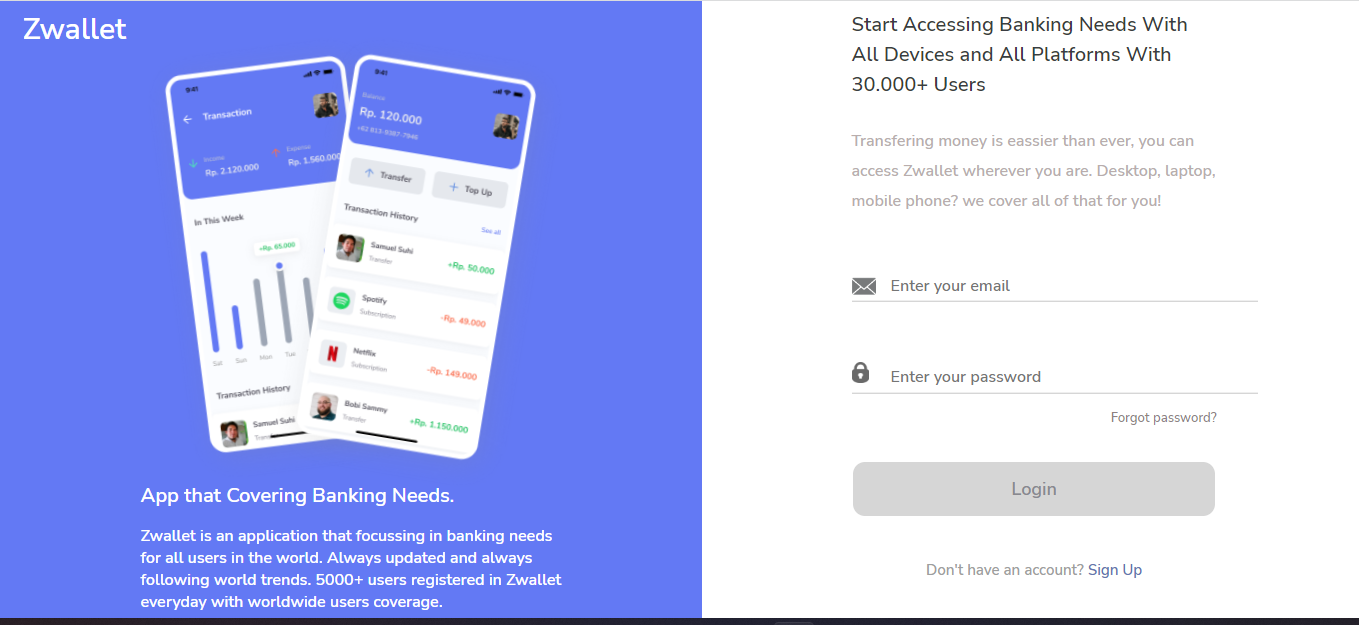 Zwallet
9:41
Transaction
Income
Rp. 2.120.000
Expense
Rp. 1.560.000
In This Week
+Rp. 65.000
Sat
Sun
Mon
Tue
Transaction History
Samuel Suhi
9:41
Balance
Rp. 120.000
+62 813-9387-7946
Transfer
Top Up
Transaction History
See all
Samuel Suhi
Transfer
+Rp. 50.000
Spotify
Subscription
-Rp. 49.000
Netflix
Subscription
-Rp. 149.000
Bobi Sammy
Transfer
+Rp. 1.150.000
App that Covering Banking Needs.
Zwallet is an application that focussing in banking needs
for all users in the world. Always updated and always
following world trends. 5000+ users registered in Zwallet
everyday with worldwide users coverage.
Start Accessing Banking Needs With
All Devices and All Platforms With
30.000+ Users
Transfering money is eassier than ever, you can
access Zwallet wherever you are. Desktop, laptop,
mobile phone? we cover all of that for you!
Enter your email
Enter your password
Forgot password?
Login
Don't have an account? Sign Up